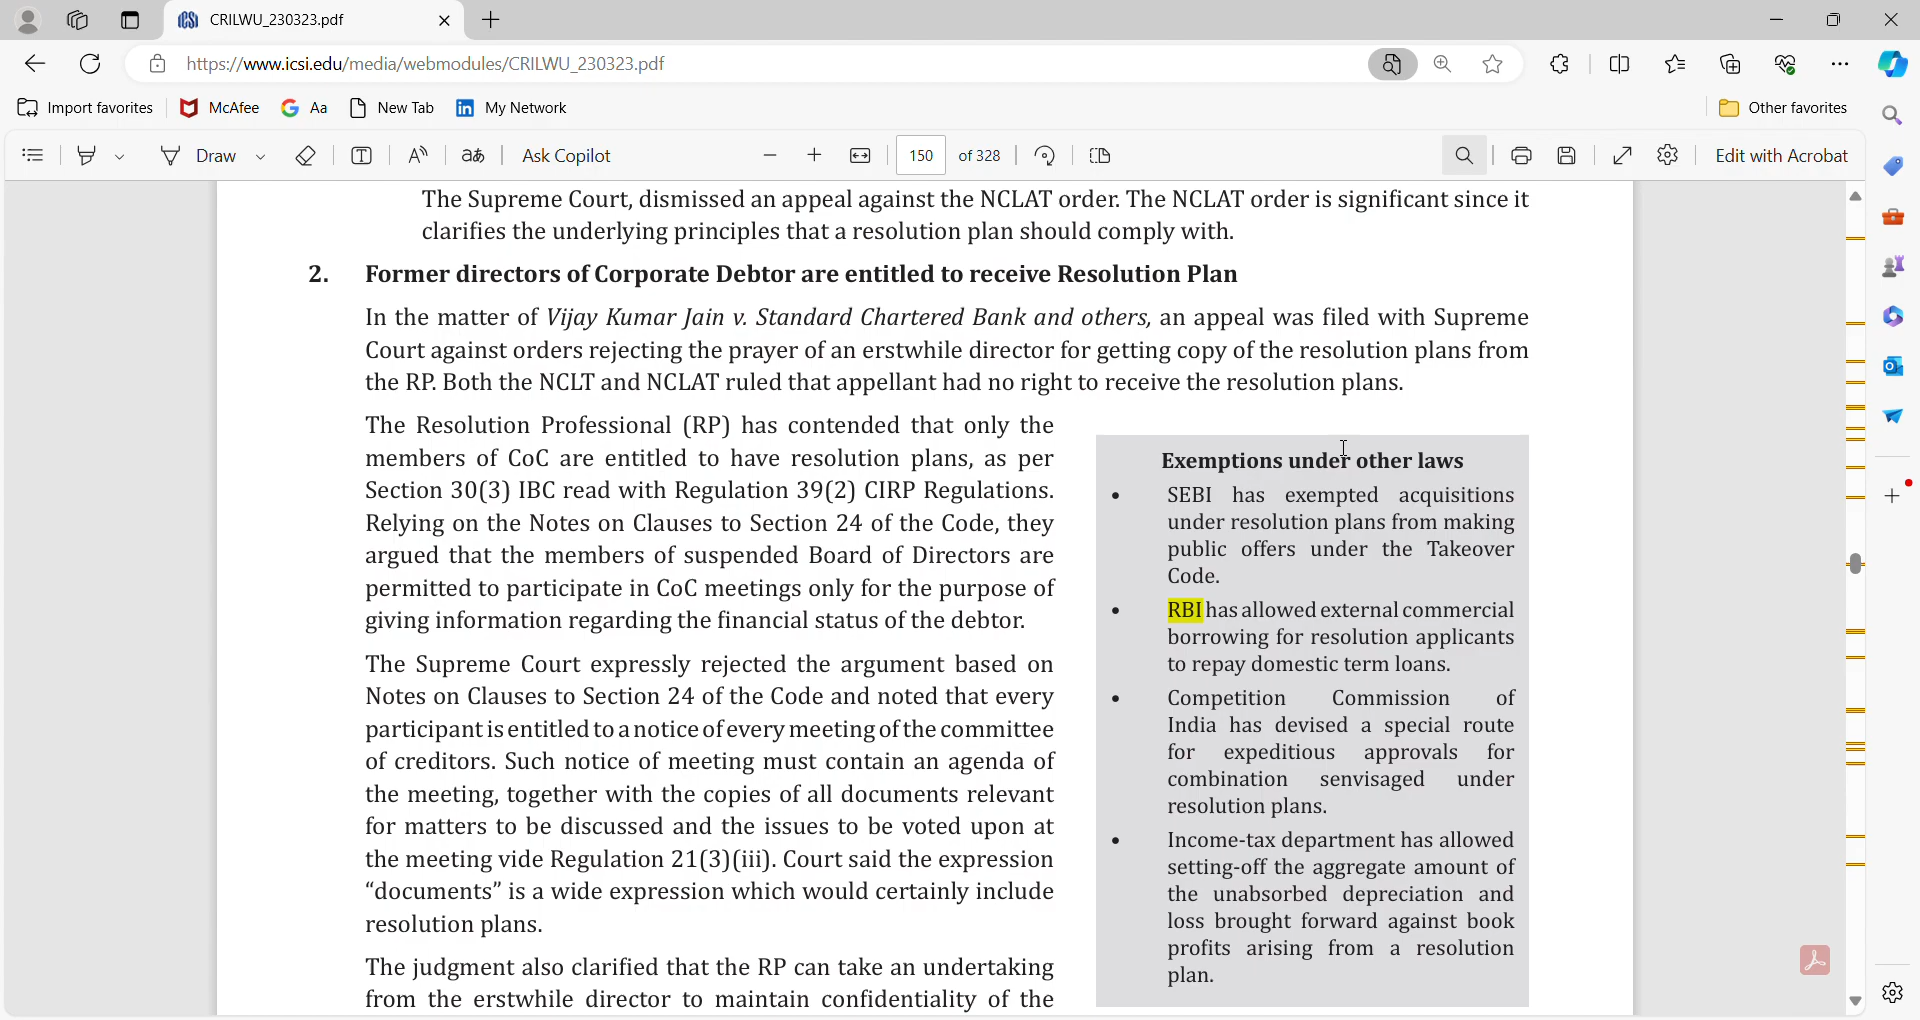 CRILWU_230323.pdf
https://www.icsi.edu/media/webmodules/CRILWU_230323.pdf
Import favorites
McAfee
Aa
New Tab
My Network
Other favorites
Draw
Ask Copilot
150 of 328
Edit with Acrobat
The Supreme Court, dismissed an appeal against the NCLAT order. The NCLAT order is significant since it
clarifies the underlying principles that a resolution plan should comply with.
2. Former directors of Corporate Debtor are entitled to receive Resolution Plan
In the matter of Vijay Kumar Jain v. Standard Chartered Bank and others, an appeal was filed with Supreme
Court against orders rejecting the prayer of an erstwhile director for getting copy of the resolution plans from
the RP. Both the NCLT and NCLAT ruled that appellant had no right to receive the resolution plans.
The Resolution Professional (RP) has contended that only the
members of CoC are entitled to have resolution plans, as per
Section 30(3) IBC read with Regulation 39(2) CIRP Regulations.
Relying on the Notes on Clauses to Section 24 of the Code, they
argued that the members of suspended Board of Directors are
permitted to participate in CoC meetings only for the purpose of
giving information regarding the financial status of the debtor.
The Supreme Court expressly rejected the argument based on
Notes on Clauses to Section 24 of the Code and noted that every
participant is entitled to a notice of every meeting of the committee
of creditors. Such notice of meeting must contain an agenda of
the meeting, together with the copies of all documents relevant
for matters to be discussed and the issues to be voted upon at
the meeting vide Regulation 21(3)(iii). Court said the expression
“documents” is a wide expression which would certainly include
resolution plans.
The judgment also clarified that the RP can take an undertaking
from the erstwhile director to maintain confidentiality of the
Exemptions under other laws
• SEBI has exempted acquisitions
under resolution plans from making
public offers under the Takeover
Code.
• RBI has allowed external commercial
borrowing for resolution applicants
to repay domestic term loans.
• Competition Commission of
India has devised a special route
for expeditious approvals for
combination senvisaged under
resolution plans.
• Income-tax department has allowed
setting-off the aggregate amount of
the unabsorbed depreciation and
loss brought forward against book
profits arising from a resolution
plan.